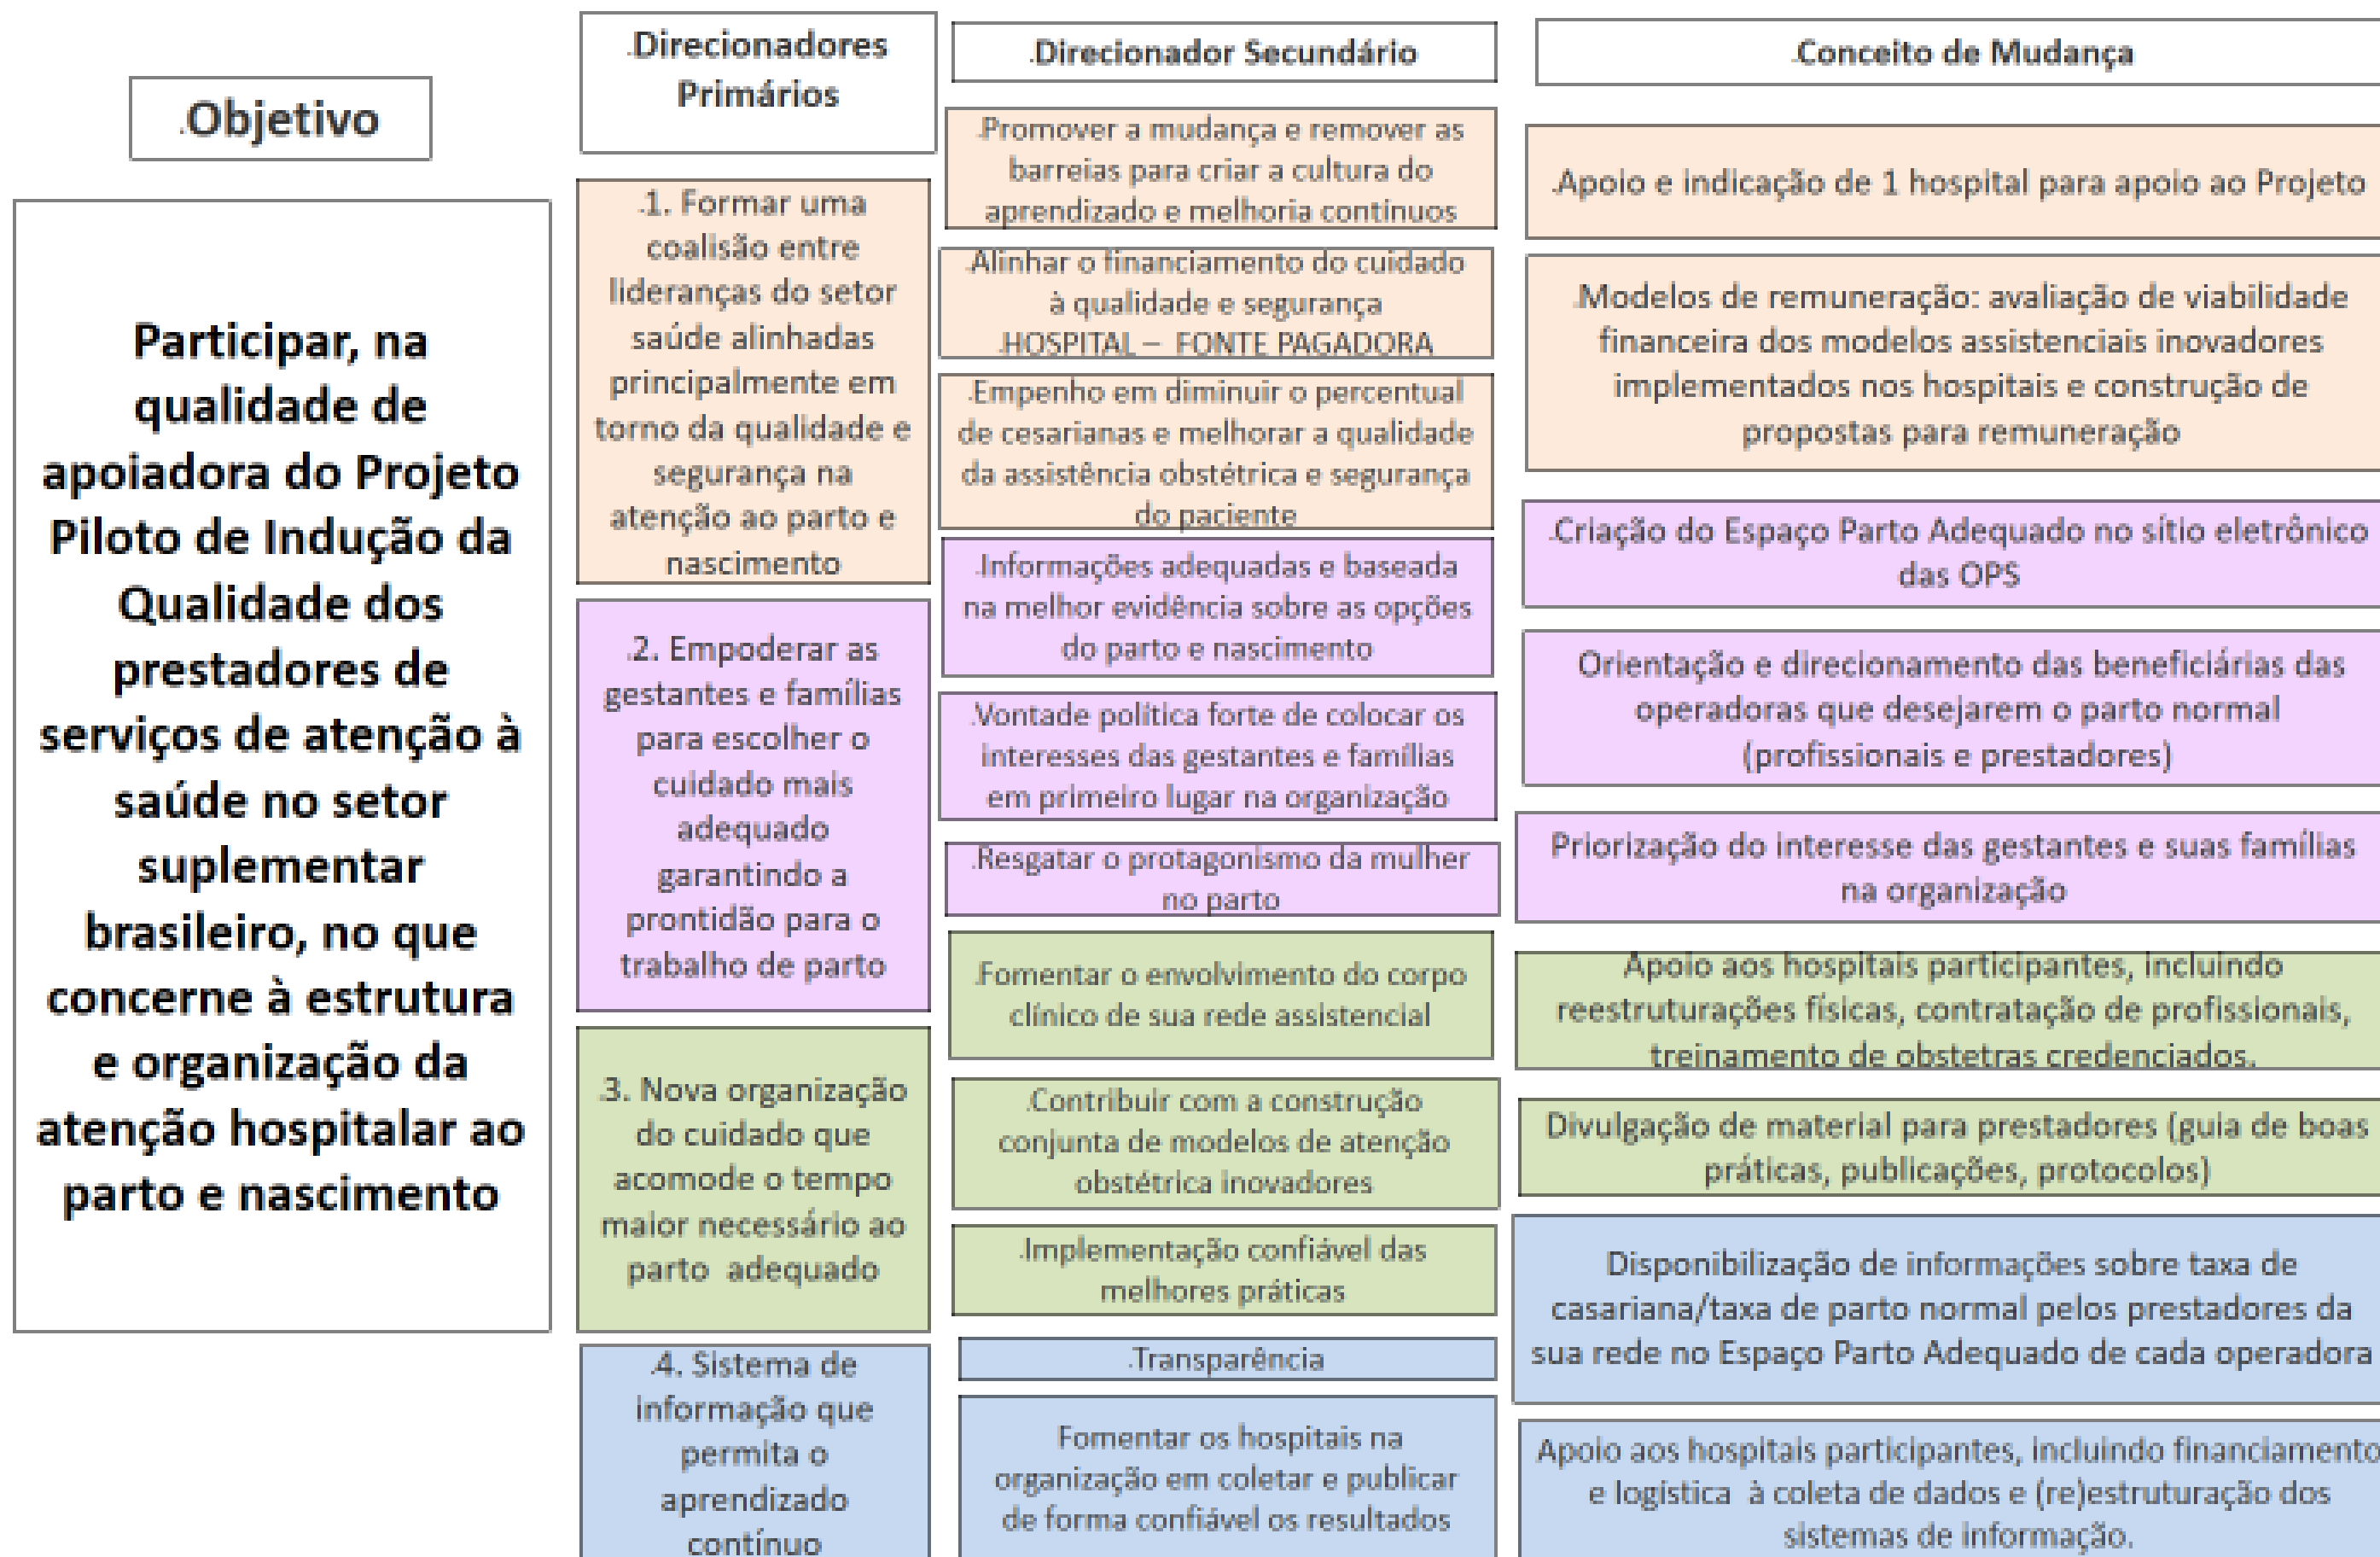 .Objetivo
Participar, na
qualidade de
apoiadora do Projeto
Piloto de Indução da
Qualidade dos
prestadores de
serviços de atenção à
saúde no setor
suplementar
brasileiro, no que
concerne à estrutura
e organização da
atenção hospitalar ao
parto e nascimento
.Direcionadores
Primários
.1. Formar uma
coalisão entre
lideranças do setor
saúde alinhadas
principalmente em
torno da qualidade e
segurança na
atenção ao parto e
nascimento
.2. Empoderar as
gestantes e famílias
para escolher o
cuidado mais
adequado
garantindo a
prontidão para o
trabalho de parto
.3. Nova organização
do cuidado que
acomode o tempo
maior necessário ao
parto adequado
.4. Sistema de
informação que
permita o
aprendizado
contínuo
.Direcionador Secundário
.Promover a mudança e remover as
barreias para criar a cultura do
aprendizado e melhoria contínuos
.Alinhar o financiamento do cuidado
à qualidade e segurança
.HOSPITAL – FONTE PAGADORA
.Empenho em diminuir o percentual
de cesarianas e melhorar a qualidade
da assistência obstétrica e segurança
do paciente
.Informações adequadas e baseada
na melhor evidência sobre as opções
do parto e nascimento
.Vontade política forte de colocar os
interesses das gestantes e famílias
em primeiro lugar na organização
.Resgatar o protagonismo da mulher
no parto
.Fomentar o envolvimento do corpo
clínico de sua rede assistencial
.Contribuir com a construção
conjunta de modelos de atenção
obstétrica inovadores
.Implementação confiável das
melhores práticas
.Transparência
Fomentar os hospitais na
organização em coletar e publicar
de forma confiável os resultados
.Conceito de Mudança
.Apoio e indicação de 1 hospital para apoio ao Projeto
.Modelos de remuneração: avaliação de viabilidade
financeira dos modelos assistenciais inovadores
implementados nos hospitais e construção de
propostas para remuneração
.Criação do Espaço Parto Adequado no sítio eletrônico
das OPS
Orientação e direcionamento das beneficiárias das
operadoras que desejarem o parto normal
(profissionais e prestadores)
Priorização do interesse das gestantes e suas famílias
na organização
Apoio aos hospitais participantes, incluindo
reestruturações físicas, contratação de profissionais,
treinamento de obstetras credenciados.
Divulgação de material para prestadores (guia de boas
práticas, publicações, protocolos)
Disponibilização de informações sobre taxa de
casariana/taxa de parto normal pelos prestadores da
sua rede no Espaço Parto Adequado de cada operadora
Apoio aos hospitais participantes, incluindo financiamento
e logística à coleta de dados e (re)estruturação dos
sistemas de informação.